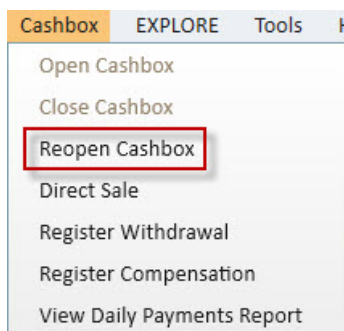 Cashbox EXPLORE Tools
Open Cashbox
Close Cashbox
Reopen Cashbox
Direct Sale
Register Withdrawal
Register Compensation
View Daily Payments Report